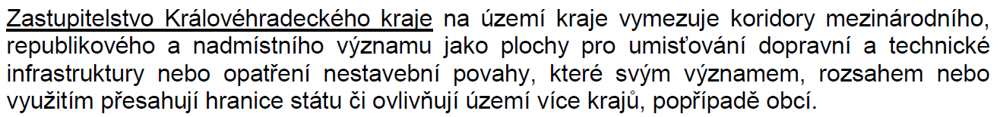 Zastupitelstvo Královéhradeckého kraje na území kraje vymezuje koridory mezinárodního,
republikového a nadmístního významu jako plochy pro umisťování dopravní a technické
infrastruktury nebo opatření nestavební povahy, které svým významem, rozsahem nebo
využitím přesahují hranice státu či ovlivňují území více krajů, popřípadě obcí.